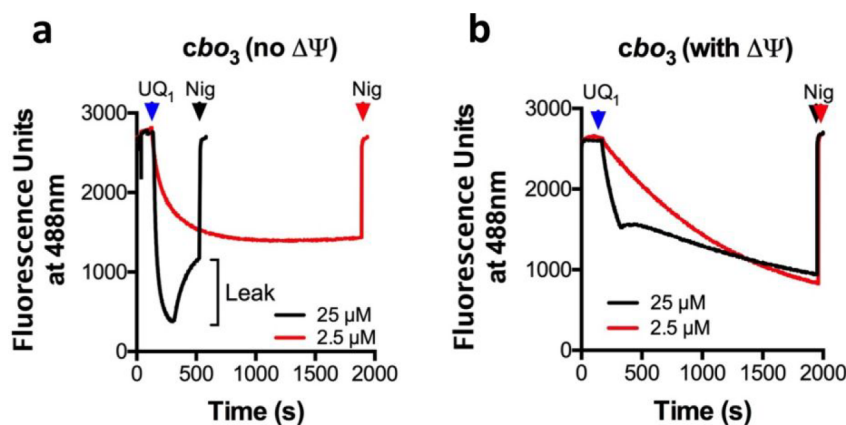 a
cbo₃ (no ΔΨ)
UQ₁ Nig Nig
Fluorescence Units
at 488nm
3000
2000
1000
0
Leak
25 µM
2.5 µM
0 500 1000 1500 2000
Time (s)
b
cbo₃ (with ΔΨ)
UQ₁ Nig
Fluorescence Units
at 488nm
3000
2000
1000
0
25 µM
2.5 µM
0 500 1000 1500 2000
Time (s)